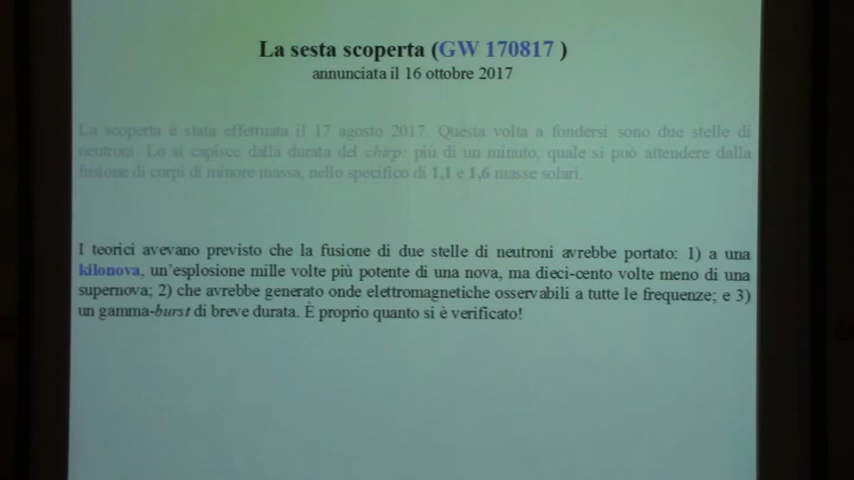 La sesta scoperta (GW 170817 )
annunciata il 16 ottobre 2017
La scoperta è stata effettuata il 17 agosto 2017. Questa volta a fondersi sono due stelle di
neutroni. Lo si capisce dalla durata del chirp: più di un minuto, quale si può attendere dalla
fusione di corpi di minore massa, nello specifico di 1,1 e 1,6 masse solari.
I teorici avevano previsto che la fusione di due stelle di neutroni avrebbe portato: 1) a una
kilonova, un'esplosione mille volte più potente di una nova, ma dieci-cento volte meno di una
supernova; 2) che avrebbe generato onde elettromagnetiche osservabili a tutte le frequenze; e 3)
un gamma-burst di breve durata. È proprio quanto si è verificato!